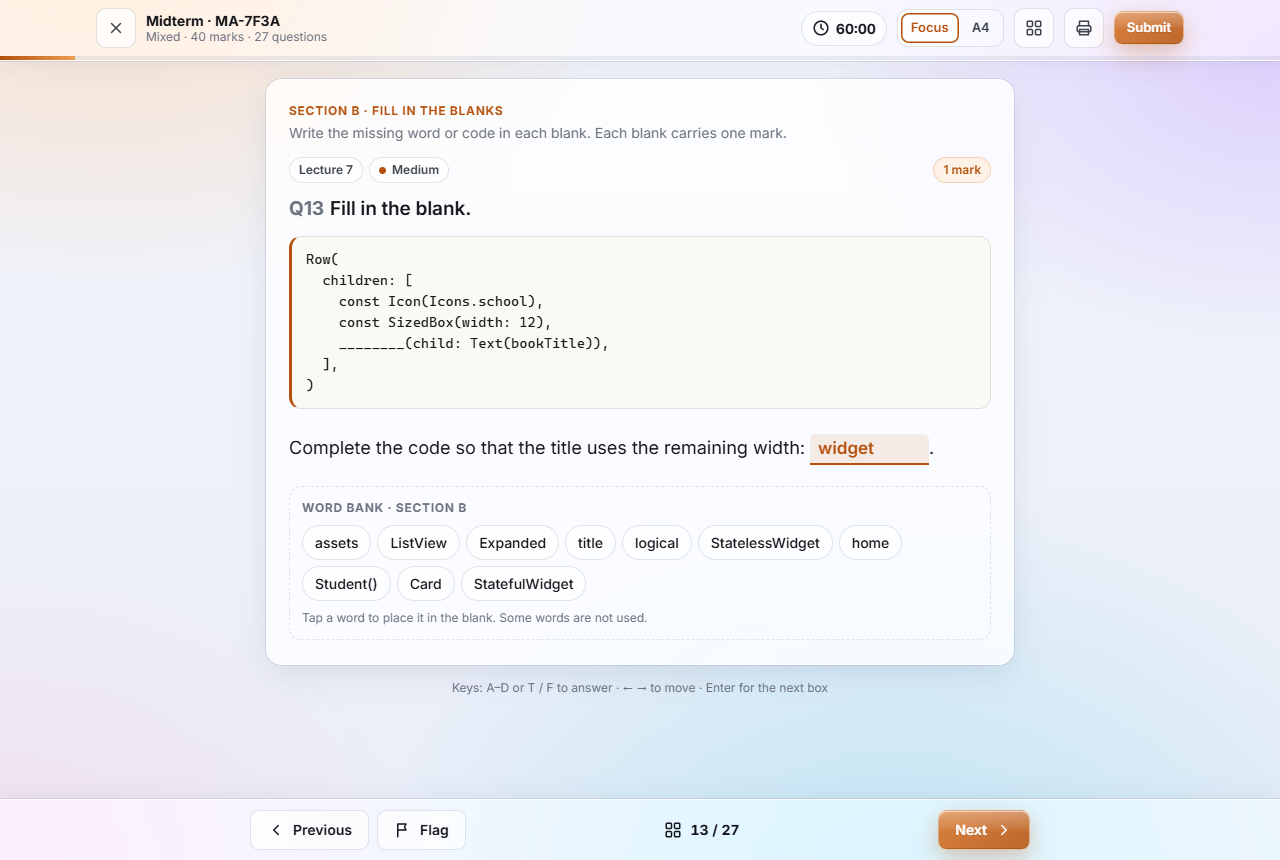 Midterm · MA-7F3A
Mixed · 40 marks · 27 questions
60:00
Focus
A4
Submit
SECTION B · FILL IN THE BLANKS
Write the missing word or code in each blank. Each blank carries one mark.
Lecture 7
Medium
1 mark
Q13 Fill in the blank.
Row(
  children: [
    const Icon(Icons.school),
    const SizedBox(width: 12),
    ________(child: Text(bookTitle)),
  ],
)
Complete the code so that the title uses the remaining width: widget.
WORD BANK · SECTION B
assets ListView Expanded title logical StatelessWidget home
Student() Card StatefulWidget
Tap a word to place it in the blank. Some words are not used.
Keys: A–D or T / F to answer · ← → to move · Enter for the next box
Previous
Flag
13 / 27
Next